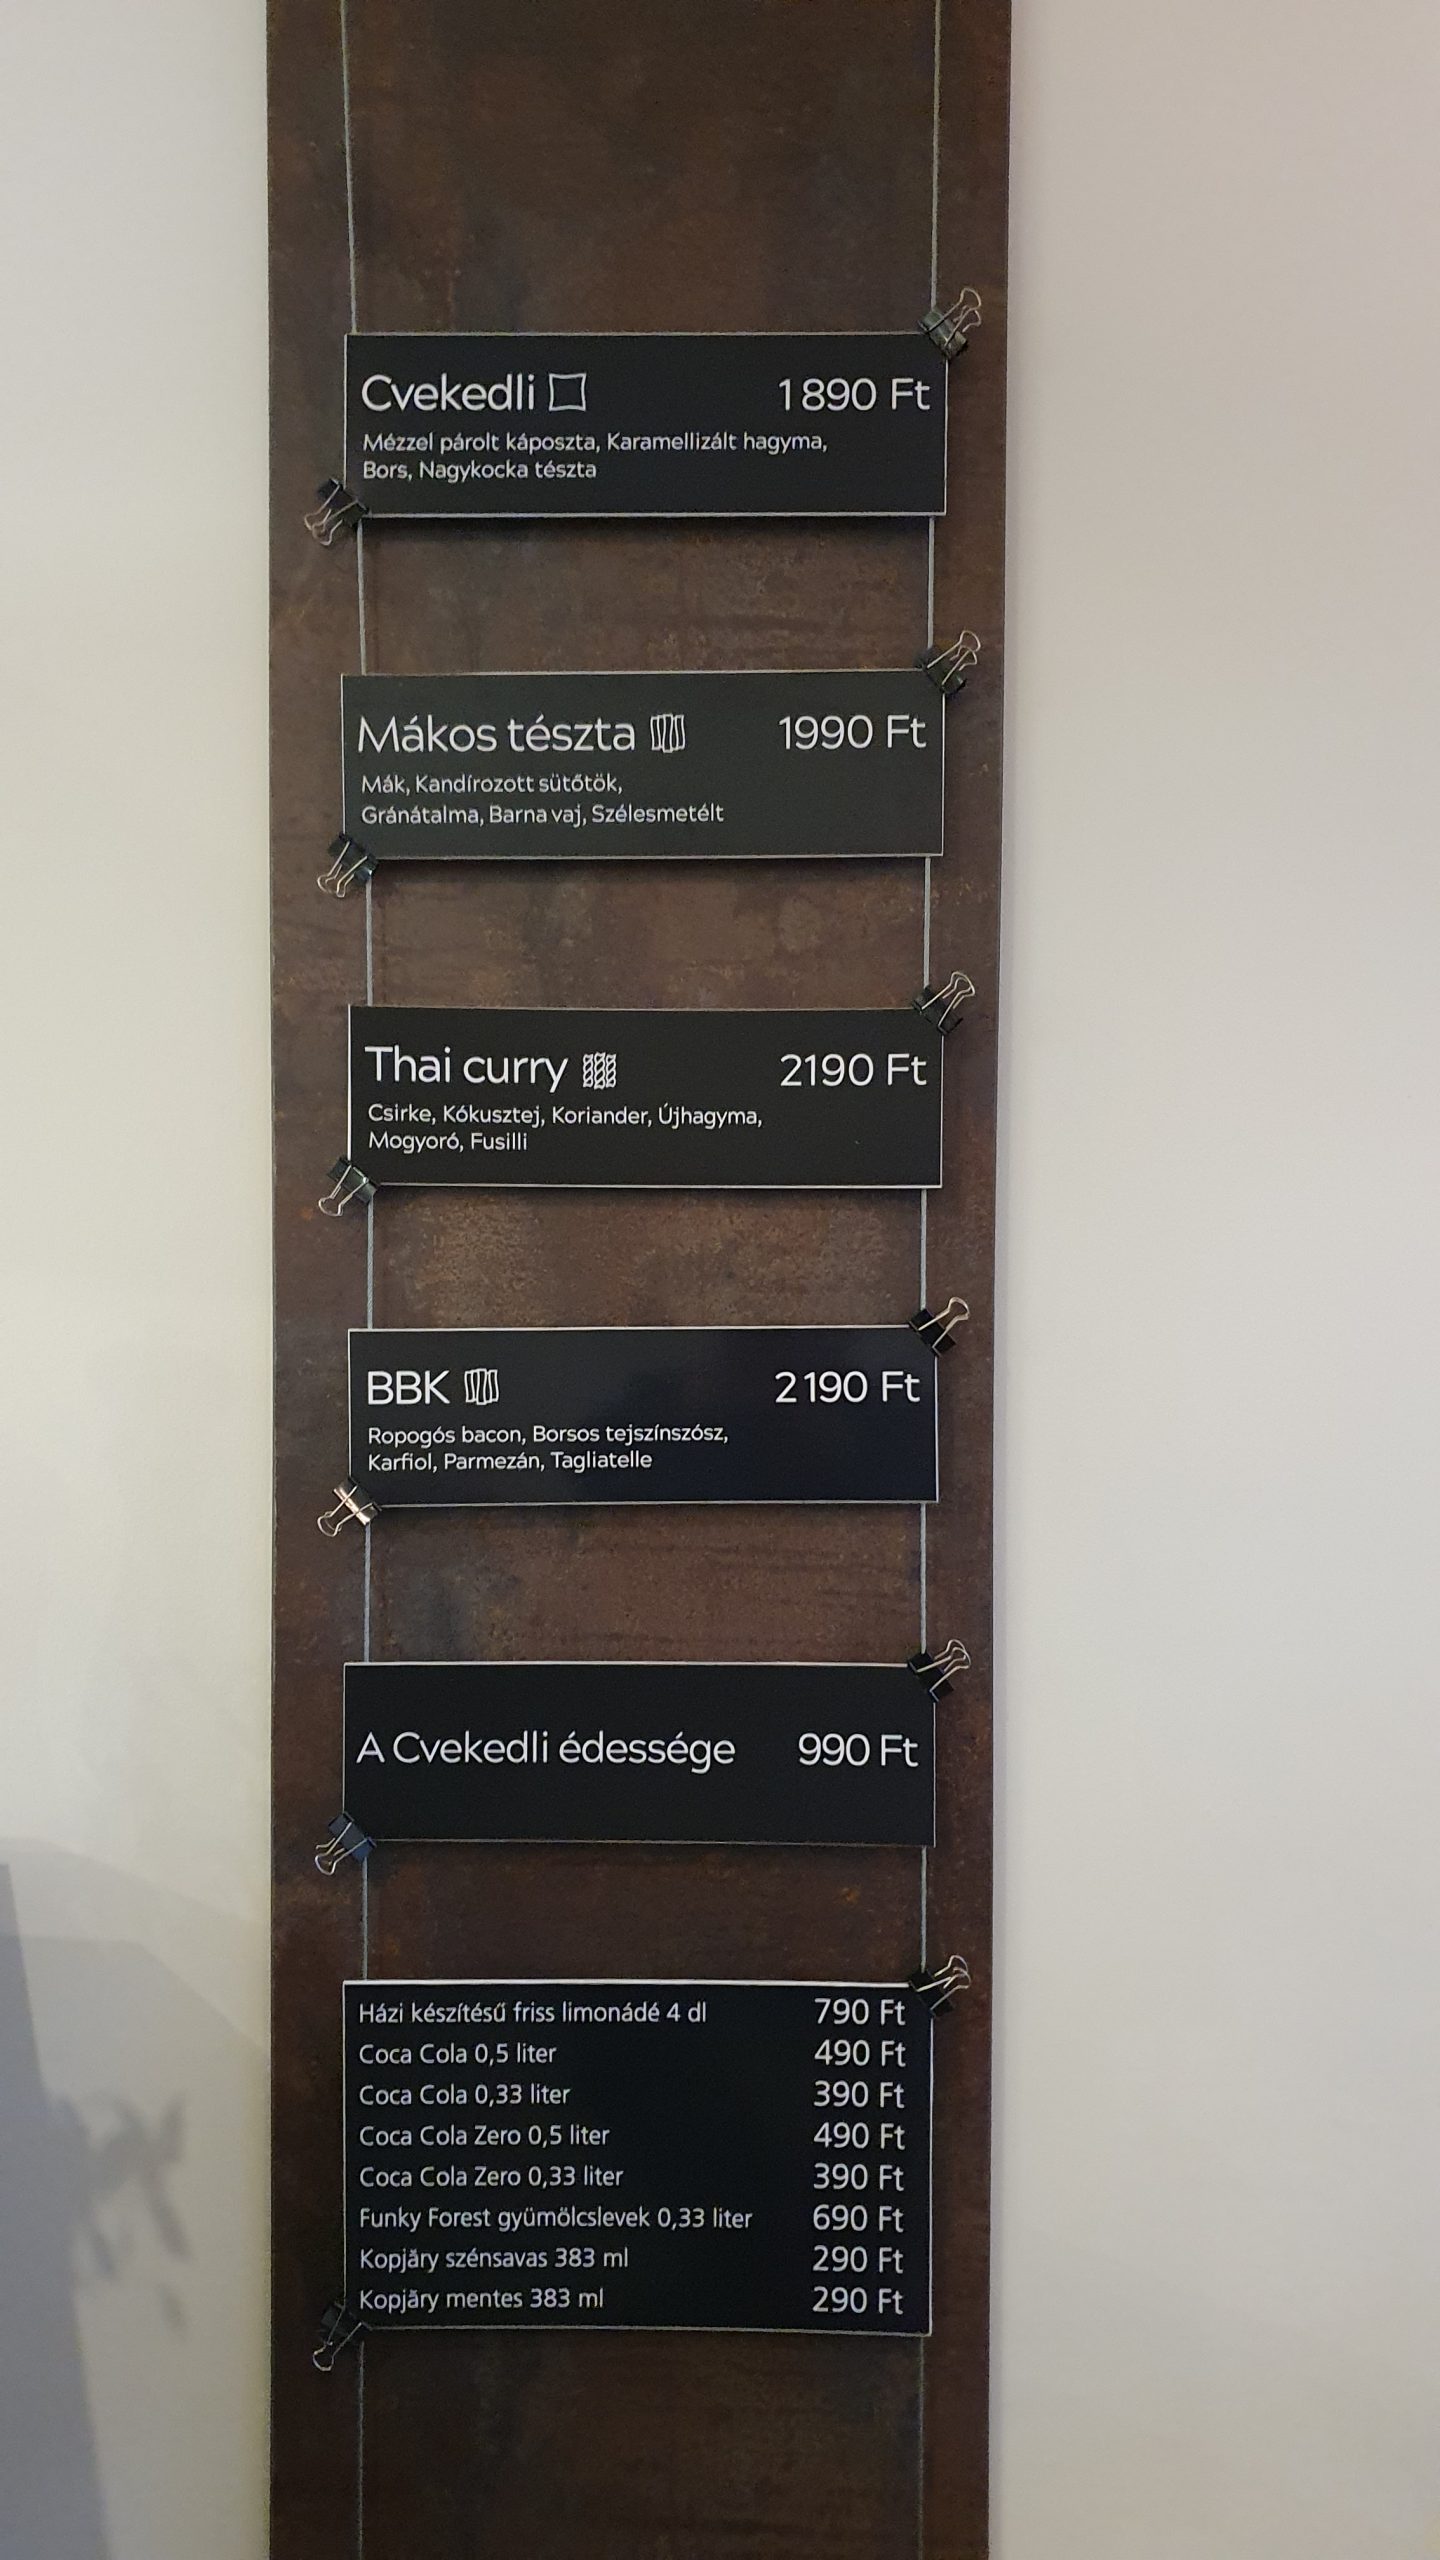 Cvekedli 1 890 Ft
Mézzel párolt káposzta, Karamellizált hagyma,
Bors, Nagykocka tészta
Mákos tészta 1990 Ft
Mák, Kandírozott sütőtök,
Gránátalma, Barna vaj, Szélesmetélt
Thai curry 2190 Ft
Csirke, Kókusztej, Koriander, Újhagyma,
Mogyoró, Fusilli
BBK 2190 Ft
Ropogós bacon, Borsos tejszínszósz,
Karfiol, Parmezán, Tagliatelle
A Cvekedli édessége 990 Ft
Házi készítésű friss limonádé 4 dl 790 Ft
Coca Cola 0,5 liter 490 Ft
Coca Cola 0,33 liter 390 Ft
Coca Cola Zero 0,5 liter 490 Ft
Coca Cola Zero 0,33 liter 390 Ft
Funky Forest gyümölcslevek 0,33 liter 690 Ft
Kopjăry szénsavas 383 ml 290 Ft
Kopjăry mentes 383 ml 290 Ft